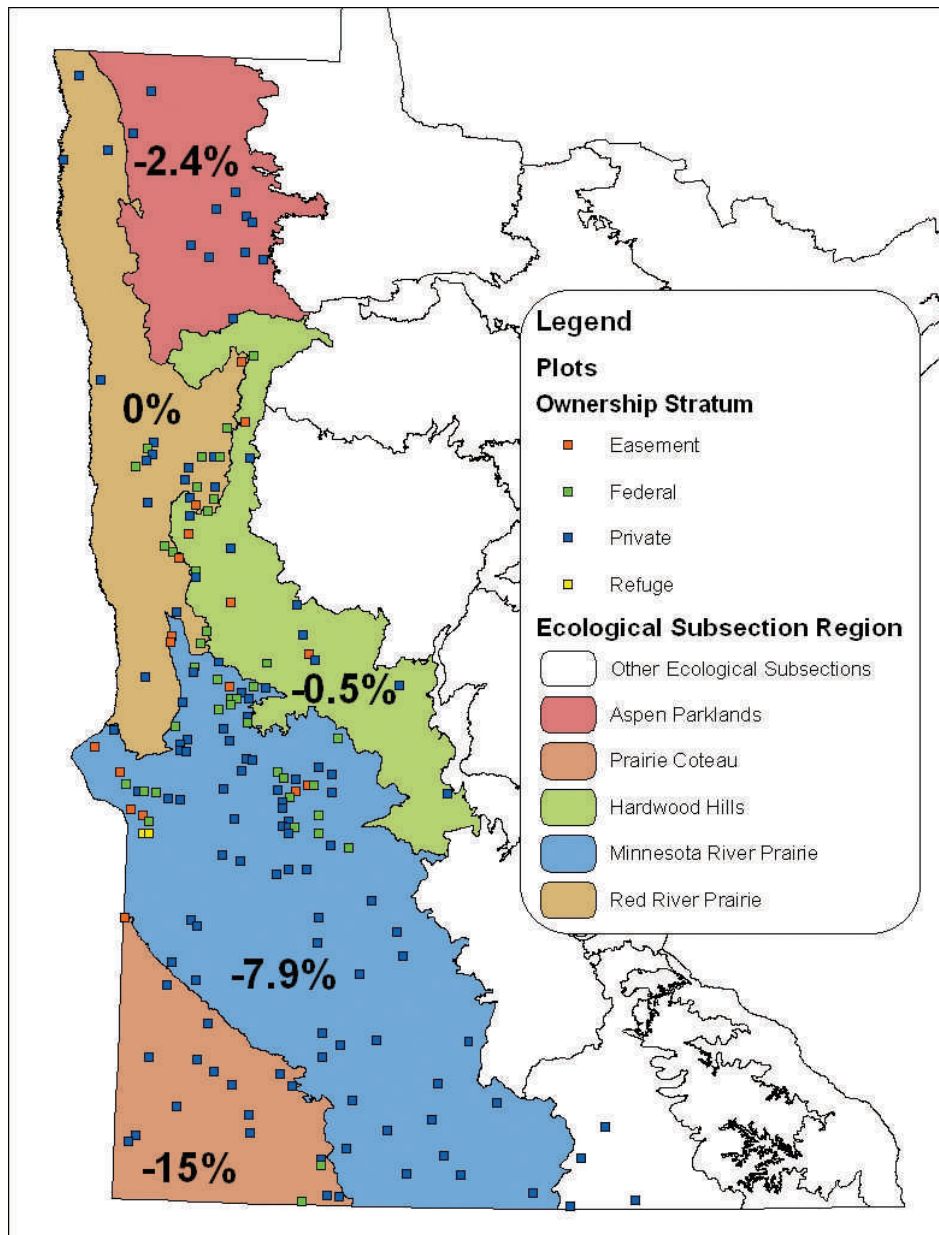 -2.4%
0%
Legend
Plots
Ownership Stratum
Easement
Federal
Private
Refuge
Ecological Subsection Region
Other Ecological Subsections
Aspen Parklands
Prairie Coteau
Hardwood Hills
Minnesota River Prairie
Red River Prairie
-0.5%
-7.9%
-15%